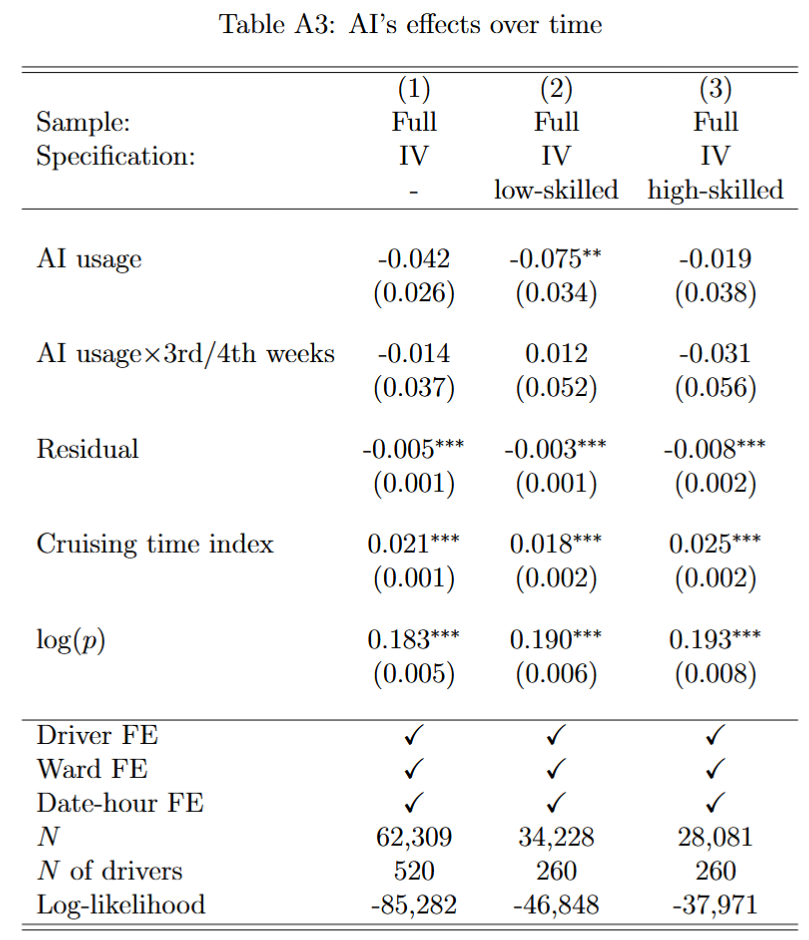 Table A3: AI's effects over time
(1) (2) (3)
Sample: Full Full Full
Specification: IV IV IV
- low-skilled high-skilled
AI usage -0.042 -0.075** -0.019
(0.026) (0.034) (0.038)
AI usage×3rd/4th weeks -0.014 0.012 -0.031
(0.037) (0.052) (0.056)
Residual -0.005*** -0.003*** -0.008***
(0.001) (0.001) (0.002)
Cruising time index 0.021*** 0.018*** 0.025***
(0.001) (0.002) (0.002)
log(p) 0.183*** 0.190*** 0.193***
(0.005) (0.006) (0.008)
Driver FE ✓ ✓ ✓
Ward FE ✓ ✓ ✓
Date-hour FE ✓ ✓ ✓
N 62,309 34,228 28,081
N of drivers 520 260 260
Log-likelihood -85,282 -46,848 -37,971